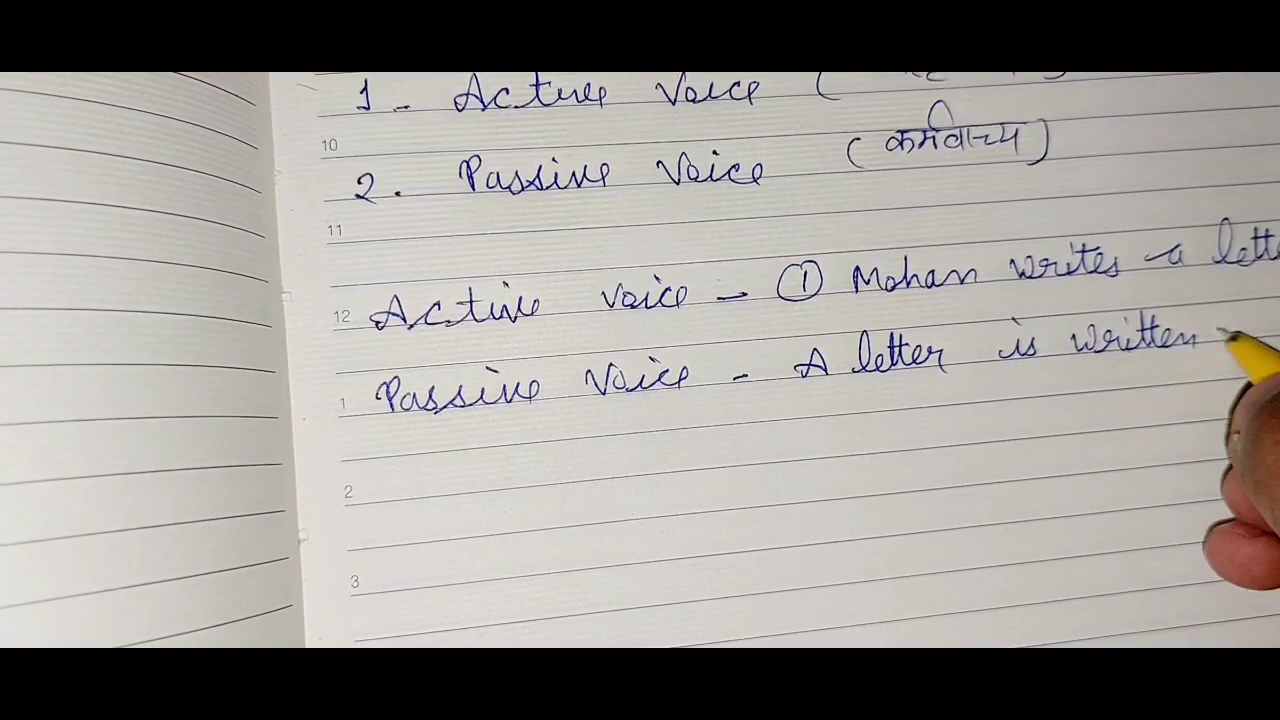 1 - Active Voice (
10
2. Passive Voice (कर्मवाच्य)
11
12 Active voice - ① Mohan writes a lette
1 Passive Voice - A letter is written
2
3